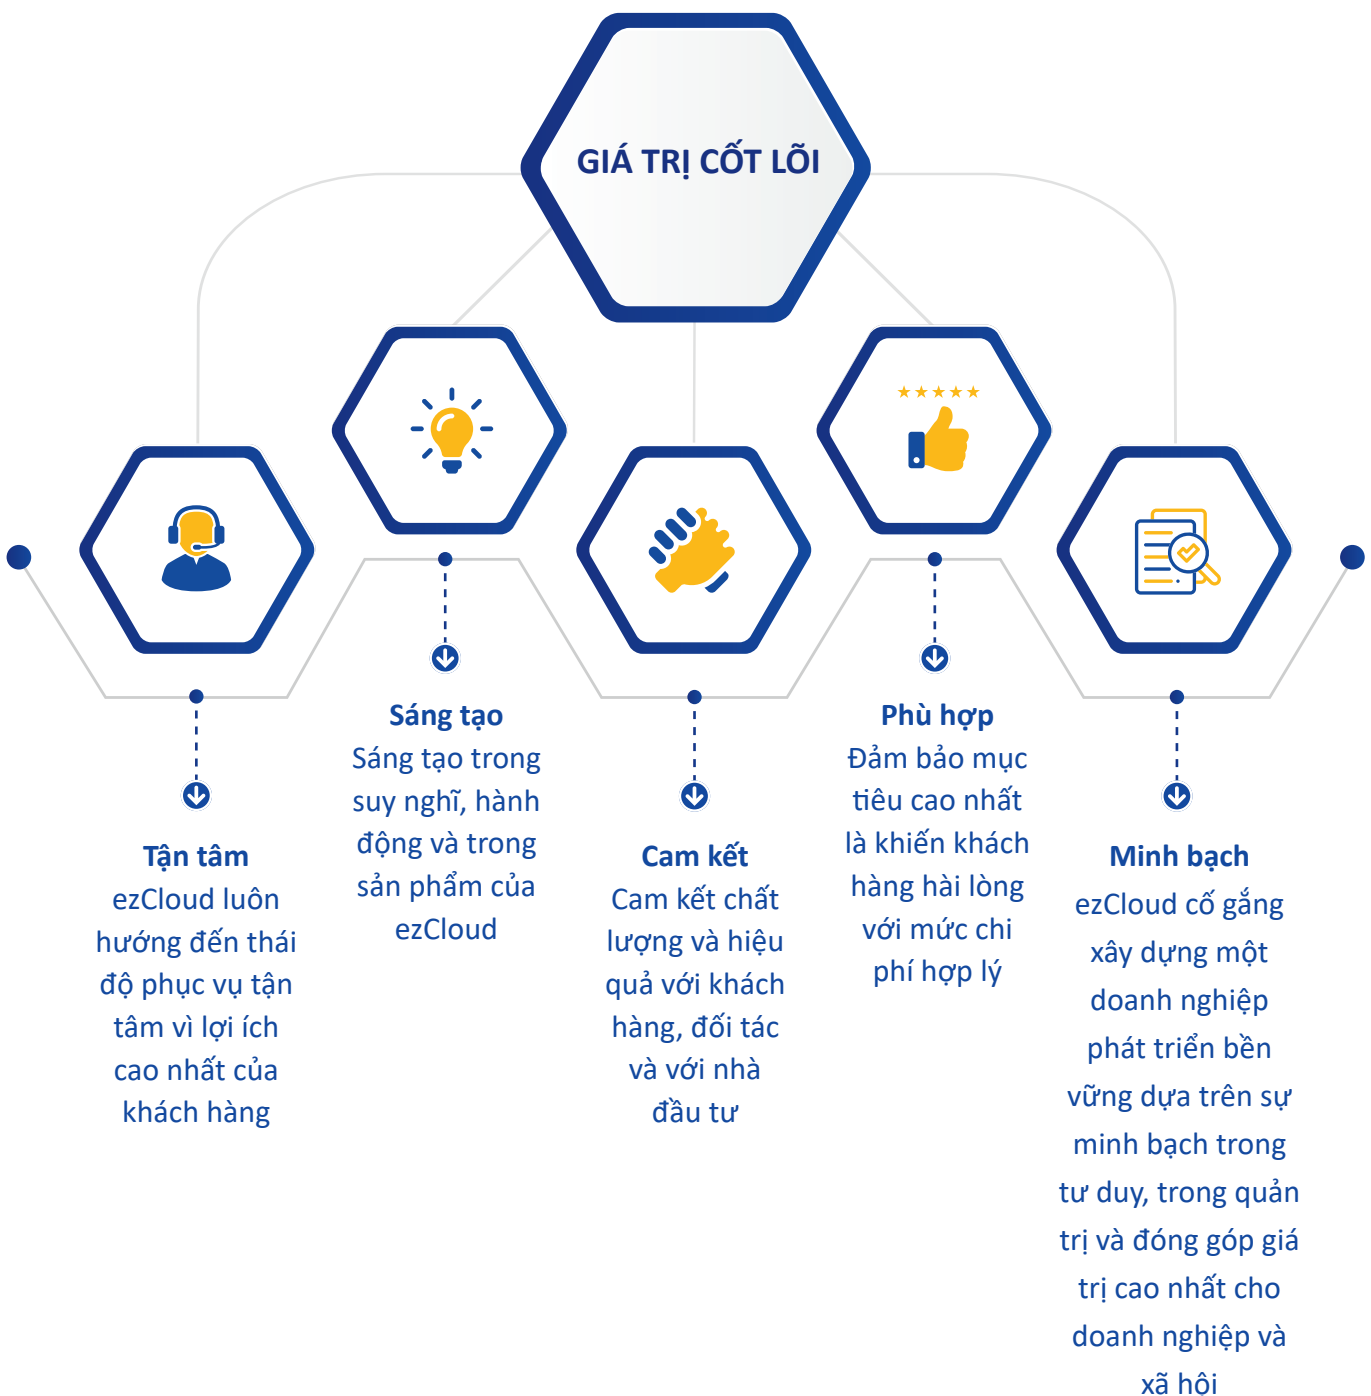 GIÁ TRỊ CỐT LÕI
Tận tâm
ezCloud luôn
hướng đến thái
độ phục vụ tận
tâm vì lợi ích
cao nhất của
khách hàng
Sáng tạo
Sáng tạo trong
suy nghĩ, hành
động và trong
sản phẩm của
ezCloud
Cam kết
Cam kết chất
lượng và hiệu
quả với khách
hàng, đối tác
và với nhà
đầu tư
Phù hợp
Đảm bảo mục
tiêu cao nhất
là khiến khách
hàng hài lòng
với mức chi
phí hợp lý
Minh bạch
ezCloud cố gắng
xây dựng một
doanh nghiệp
phát triển bền
vững dựa trên sự
minh bạch trong
tư duy, trong quản
trị và đóng góp giá
trị cao nhất cho
doanh nghiệp và
xã hội